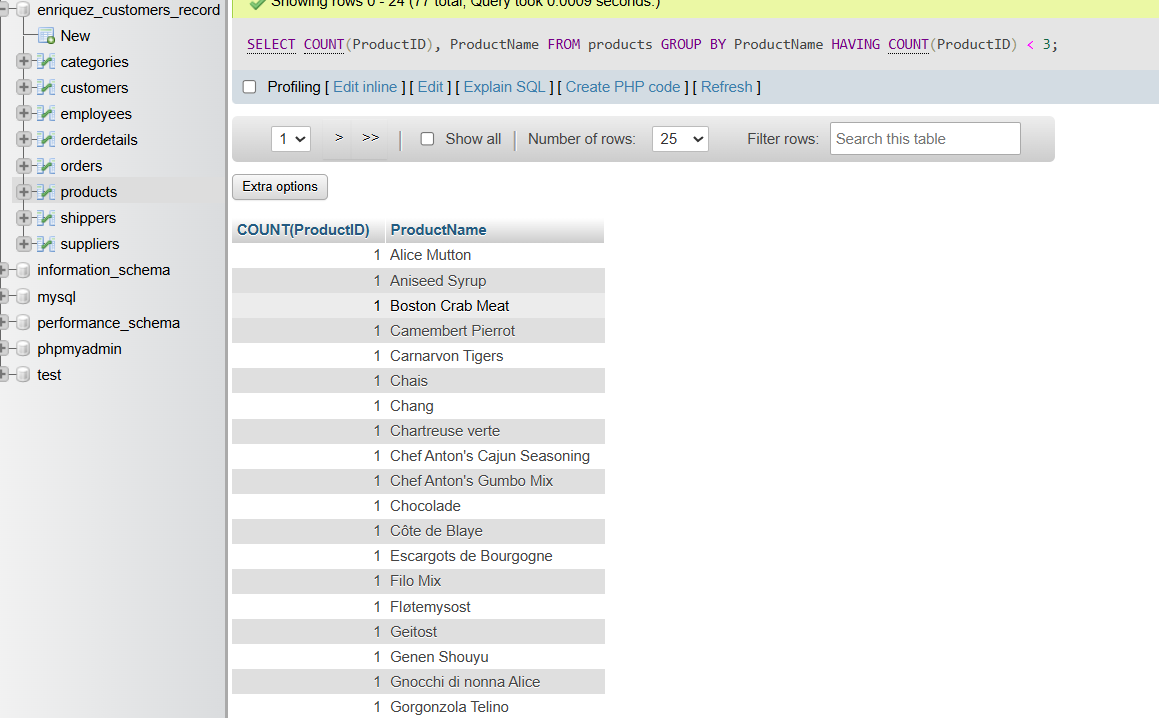 enriquez_customers_record
New
categories
customers
employees
orderdetails
orders
products
shippers
suppliers
information_schema
mysql
performance_schema
phpmyadmin
test
Showing rows 0 - 24 (77 total, Query took 0.0009 seconds.)
SELECT COUNT(ProductID), ProductName FROM products GROUP BY ProductName HAVING COUNT(ProductID) < 3;
Profiling [ Edit inline ] [ Edit ] [ Explain SQL ] [ Create PHP code ] [ Refresh ]
1 > >> | Show all | Number of rows: 25 Filter rows: Search this table
Extra options
COUNT(ProductID) ProductName
1 Alice Mutton
1 Aniseed Syrup
1 Boston Crab Meat
1 Camembert Pierrot
1 Carnarvon Tigers
1 Chais
1 Chang
1 Chartreuse verte
1 Chef Anton's Cajun Seasoning
1 Chef Anton's Gumbo Mix
1 Chocolade
1 Côte de Blaye
1 Escargots de Bourgogne
1 Filo Mix
1 Fløtemysost
1 Geitost
1 Genen Shouyu
1 Gnocchi di nonna Alice
1 Gorgonzola Telino